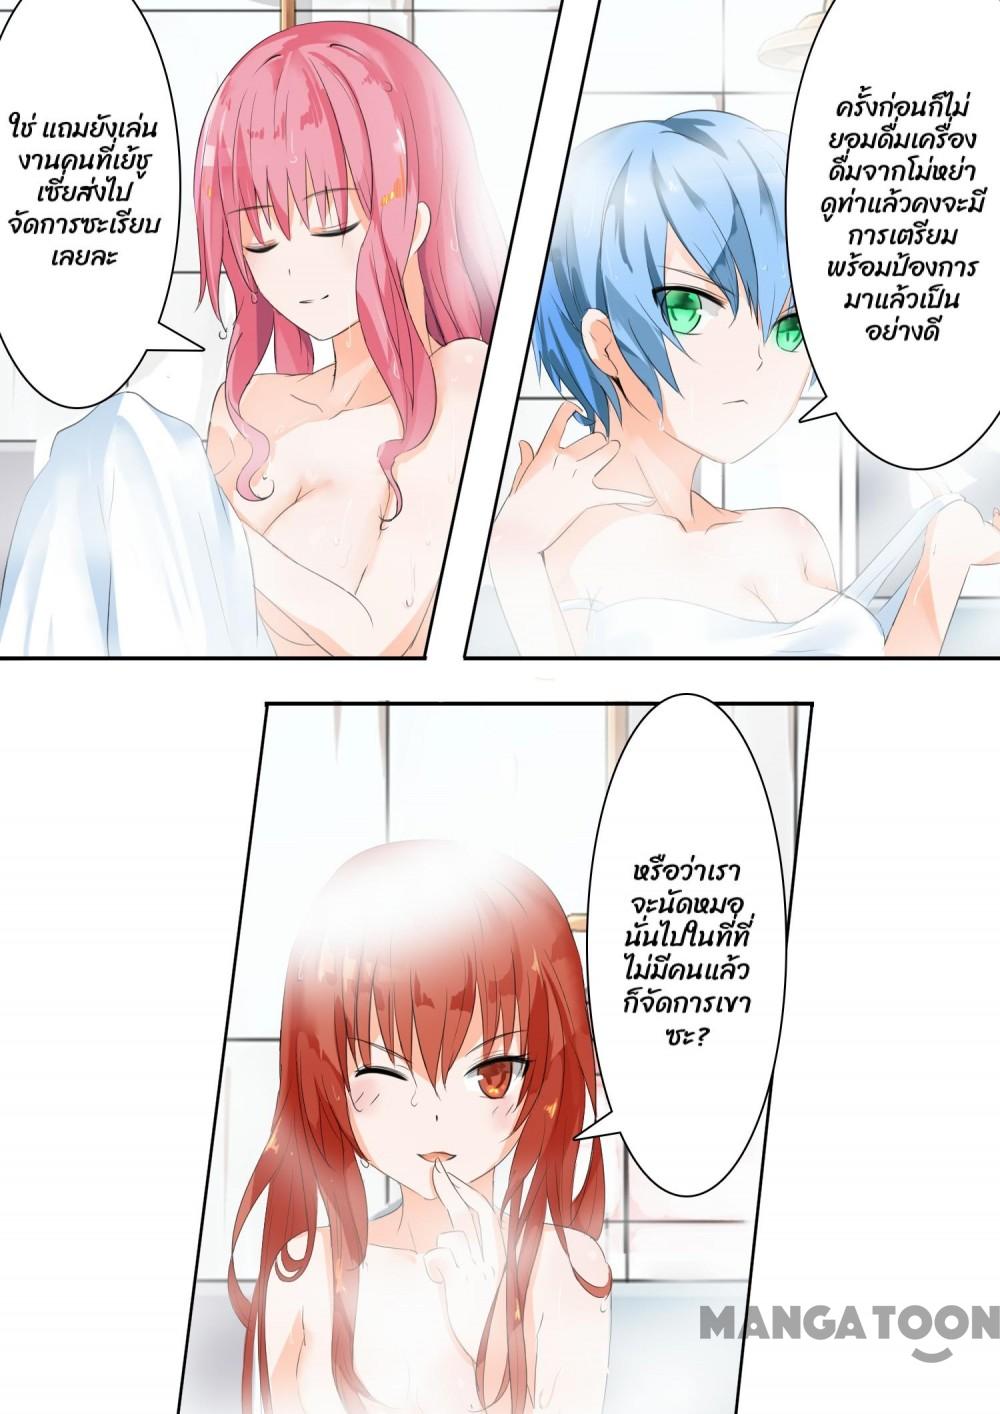 ใช่ แถมยังเล่น
งานคนที่เย้ชู
เซี่ยส่งไป
จัดการซะเรียบ
เลยละ
ครั้งก่อนก็ไม่
ยอมดื่มเครื่อง
ดื่มจากโม่หย่า
ดูท่าแล้วคงจะมี
การเตรียม
พร้อมป้องการ
มาแล้วเป็น
อย่างดี
หรือว่าเรา
จะนัดหมอ
นั่นไปในที่ที่
ไม่มีคนแล้ว
ก็จัดการเขา
ซะ?
MANGATOON